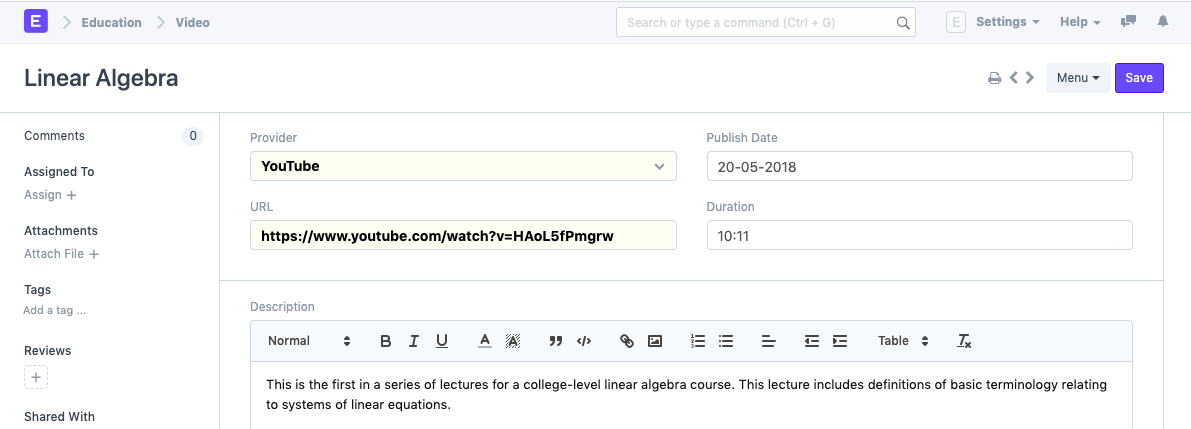 E Education Video Search or type a command (Ctrl + G) E Settings Help
Linear Algebra Menu Save
Comments 0
Assigned To
Assign +
Attachments
Attach File +
Tags
Add a tag ...
Reviews
+
Shared With
Provider Publish Date
YouTube 20-05-2018
URL Duration
https://www.youtube.com/watch?v=HAoL5fPmgrw 10:11
Description
Normal B I U A A Table Tx
This is the first in a series of lectures for a college-level linear algebra course. This lecture includes definitions of basic terminology relating
to systems of linear equations.